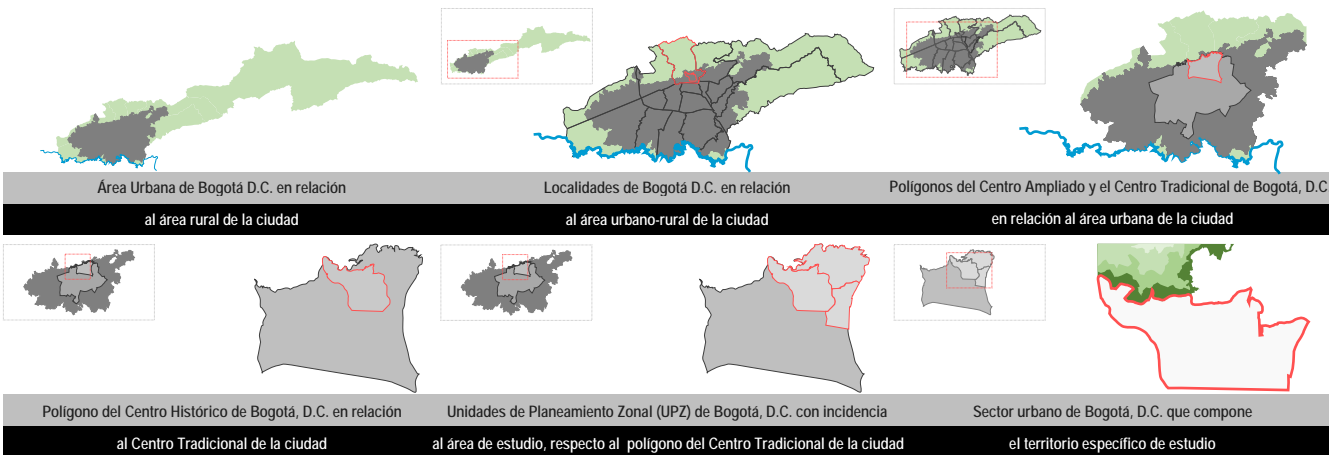 Área Urbana de Bogotá D.C. en relación
al área rural de la ciudad
Localidades de Bogotá D.C. en relación
al área urbano-rural de la ciudad
Polígonos del Centro Ampliado y el Centro Tradicional de Bogotá, D.C
en relación al área urbana de la ciudad
Polígono del Centro Histórico de Bogotá, D.C. en relación
al Centro Tradicional de la ciudad
Unidades de Planeamiento Zonal (UPZ) de Bogotá, D.C. con incidencia
al área de estudio, respecto al polígono del Centro Tradicional de la ciudad
Sector urbano de Bogotá, D.C. que compone
el territorio específico de estudio